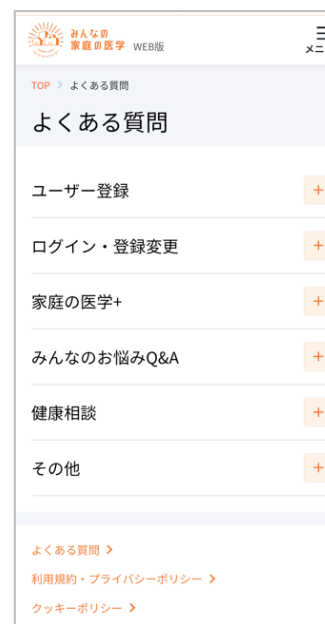 みんなの
家庭の医学 WEB版
TOP > よくある質問
よくある質問
ユーザー登録
ログイン・登録変更
家庭の医学+
みんなのお悩みQ&A
健康相談
その他
よくある質問
利用規約・プライバシーポリシー
クッキーポリシー